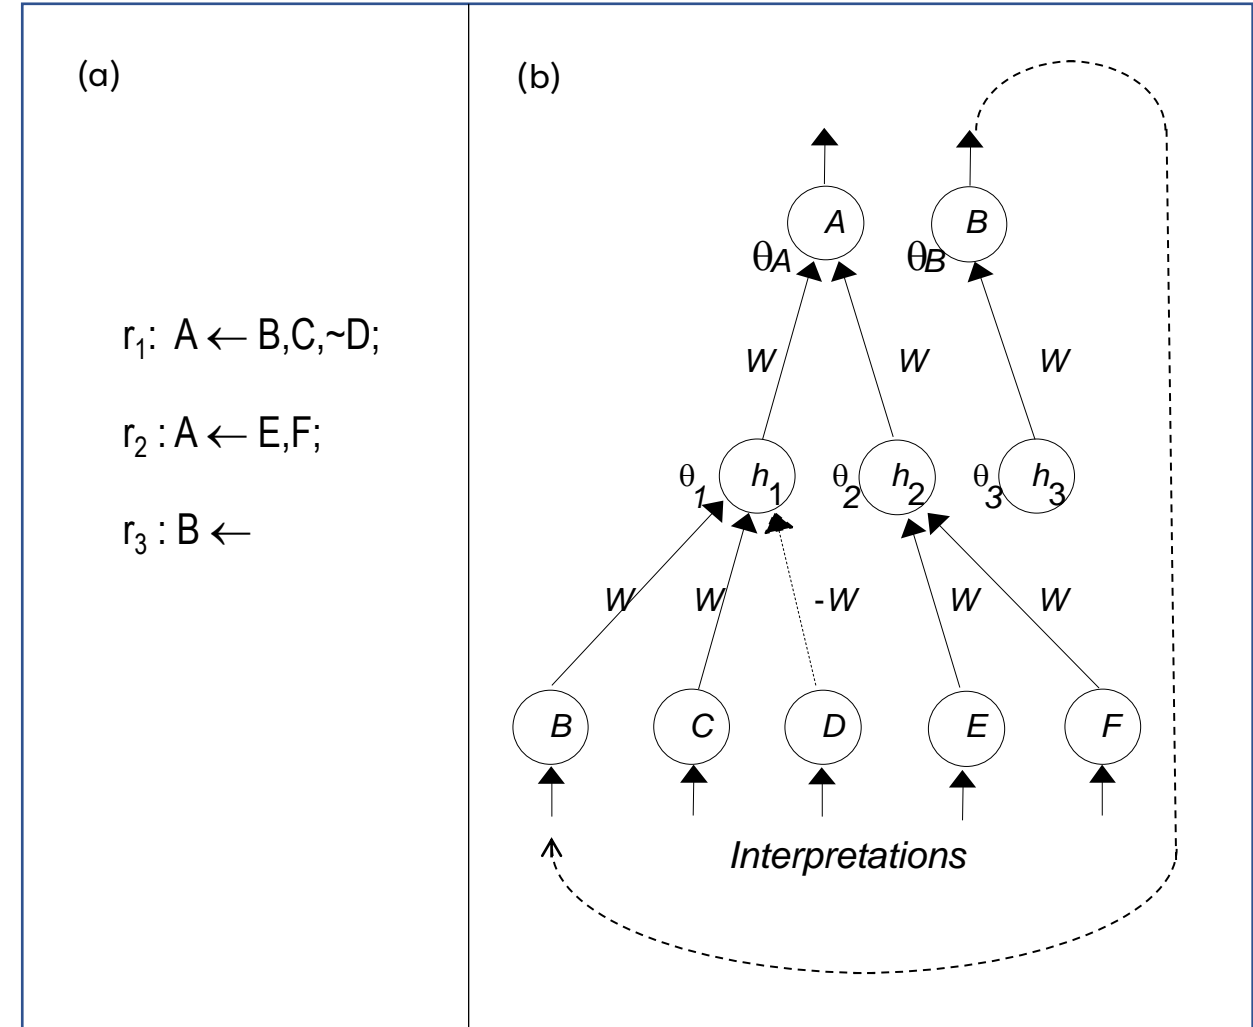 (a)
r₁: A ← B,C,~D;
r₂ : A ← E,F;
r₃ : B ←
(b)
A B
θA θB
W W W
θ₁ h₁ θ₂ h₂ θ₃ h₃
W W -W W W
B C D E F
Interpretations